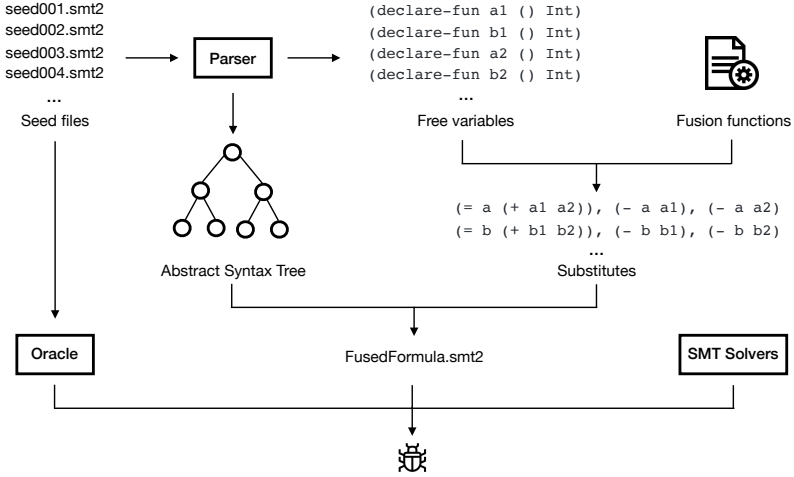 seed001.smt2
seed002.smt2
seed003.smt2
seed004.smt2
...
Seed files
Parser
(declare-fun a1 () Int)
(declare-fun b1 () Int)
(declare-fun a2 () Int)
(declare-fun b2 () Int)
...
Free variables
Fusion functions
(= a (+ a1 a2)), (- a a1), (- a a2)
(= b (+ b1 b2)), (- b b1), (- b b2)
...
Substitutes
Abstract Syntax Tree
Oracle
FusedFormula.smt2
SMT Solvers